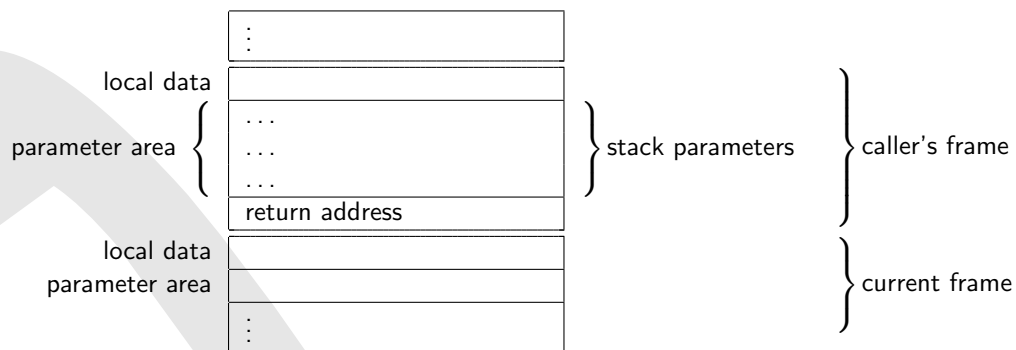 ⋮
local data
parameter area
. . .
. . .
. . .
stack parameters
caller's frame
return address
local data
parameter area
current frame
⋮